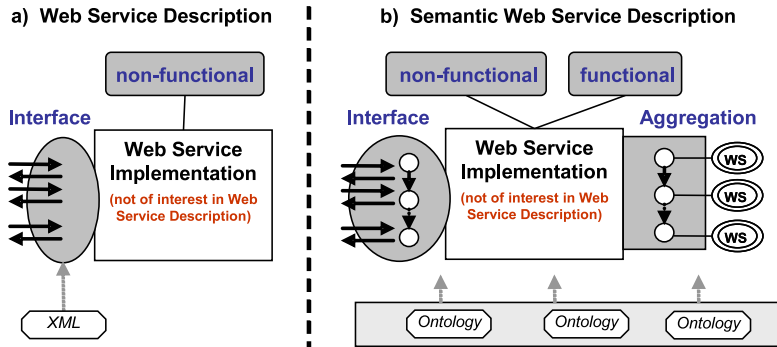 a) Web Service Description
non-functional
Interface
Web Service
Implementation
(not of interest in Web
Service Description)
XML
b) Semantic Web Service Description
non-functional
functional
Interface
Aggregation
Web Service
Implementation
(not of interest in Web
Service Description)
ws
ws
ws
Ontology
Ontology
Ontology